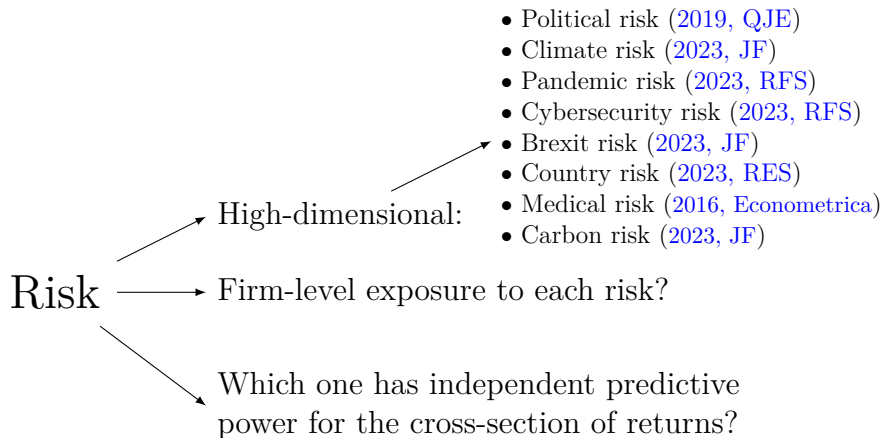 • Political risk (2019, QJE)
• Climate risk (2023, JF)
• Pandemic risk (2023, RFS)
• Cybersecurity risk (2023, RFS)
• Brexit risk (2023, JF)
• Country risk (2023, RES)
• Medical risk (2016, Econometrica)
• Carbon risk (2023, JF)
High-dimensional:
Risk
Firm-level exposure to each risk?
Which one has independent predictive
power for the cross-section of returns?